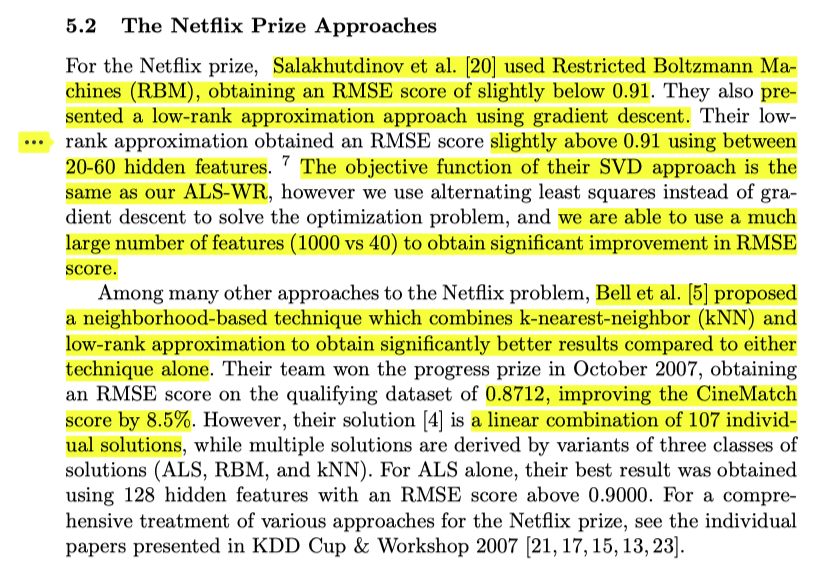 5.2 The Netflix Prize Approaches
For the Netflix prize, Salakhutdinov et al. [20] used Restricted Boltzmann Ma-
chines (RBM), obtaining an RMSE score of slightly below 0.91. They also pre-
sented a low-rank approximation approach using gradient descent. Their low-
rank approximation obtained an RMSE score slightly above 0.91 using between
20-60 hidden features. 7 The objective function of their SVD approach is the
same as our ALS-WR, however we use alternating least squares instead of gra-
dient descent to solve the optimization problem, and we are able to use a much
large number of features (1000 vs 40) to obtain significant improvement in RMSE
score.
Among many other approaches to the Netflix problem, Bell et al. [5] proposed
a neighborhood-based technique which combines k-nearest-neighbor (kNN) and
low-rank approximation to obtain significantly better results compared to either
technique alone. Their team won the progress prize in October 2007, obtaining
an RMSE score on the qualifying dataset of 0.8712, improving the CineMatch
score by 8.5%. However, their solution [4] is a linear combination of 107 individ-
ual solutions, while multiple solutions are derived by variants of three classes of
solutions (ALS, RBM, and kNN). For ALS alone, their best result was obtained
using 128 hidden features with an RMSE score above 0.9000. For a compre-
hensive treatment of various approaches for the Netflix prize, see the individual
papers presented in KDD Cup & Workshop 2007 [21, 17, 15, 13, 23].